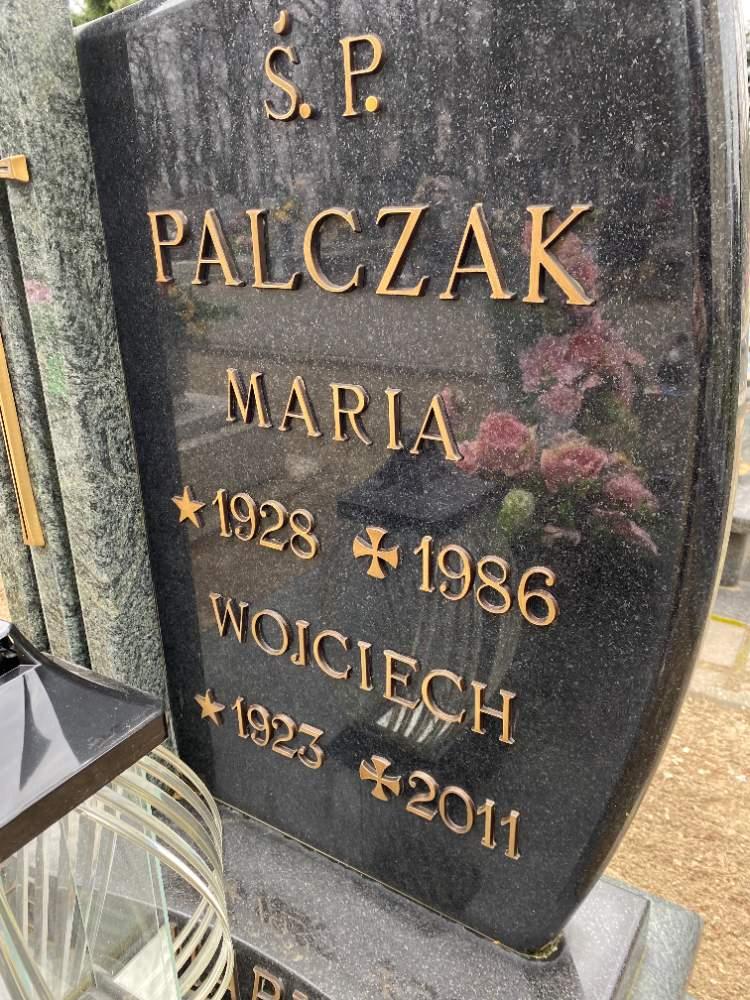 Ś. P.
PALCZAK
MARIA
1928 1986
WOJCIECH
1923 2011